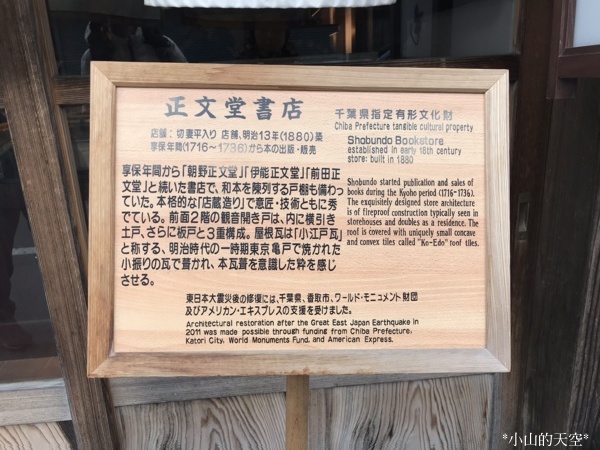 正文堂書店
店舗：切妻平入り 店舗、明治13年(1880)築
享保年間(1716～1736)から本の出版・販売
千葉県指定有形文化財
Chiba Prefecture tangible cultural property
Shobundo Bookstore
established in early 18th century
store: built in 1880
享保年間から「朝野正文堂」「伊能正文堂」「前田正
文堂」と続いた書店で、和本を陳列する戸棚も備わっ
ていた。本格的な「店蔵造り」で意匠・技術ともに秀
でている。前面2階の観音開き戸は、内に横引き
土戸、さらに板戸と3重構成。屋根瓦は「小江戸瓦」
と称する、明治時代の一時期東京亀戸で焼かれた
小振りの瓦で葺かれ、本瓦葺を意識した粋を感じ
させる。
Shobundo started publication and sales of
books during the Kyoho period (1716-1736).
The exquisitely designed store architecture
is of fireproof construction typically seen in
storehouses and doubles as a residence. The
roof is covered with uniquely small concave
and convex tiles called "Ko-Edo" roof tiles.
東日本大震災後の修復には、千葉県、香取市、ワールド・モニュメント財団
及びアメリカン・エキスプレスの支援を受けました。
Architectural restoration after the Great East Japan Earthquake in
2011 was made possible through funding from Chiba Prefecture,
Katori City, World Monuments Fund, and American Express.
*小山的天空*